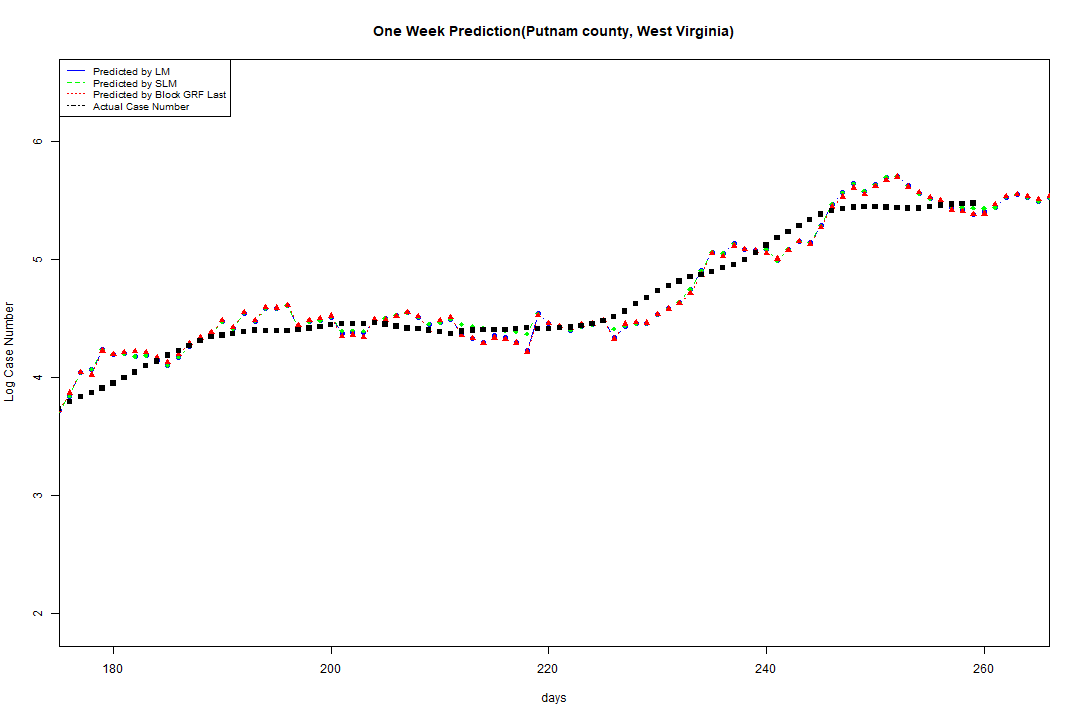 One Week Prediction(Putnam county, West Virginia)
Predicted by LM
Predicted by SLM
Predicted by Block GRF Last
Actual Case Number
6
5
4
3
2
Log Case Number
180 200 220 240 260
days